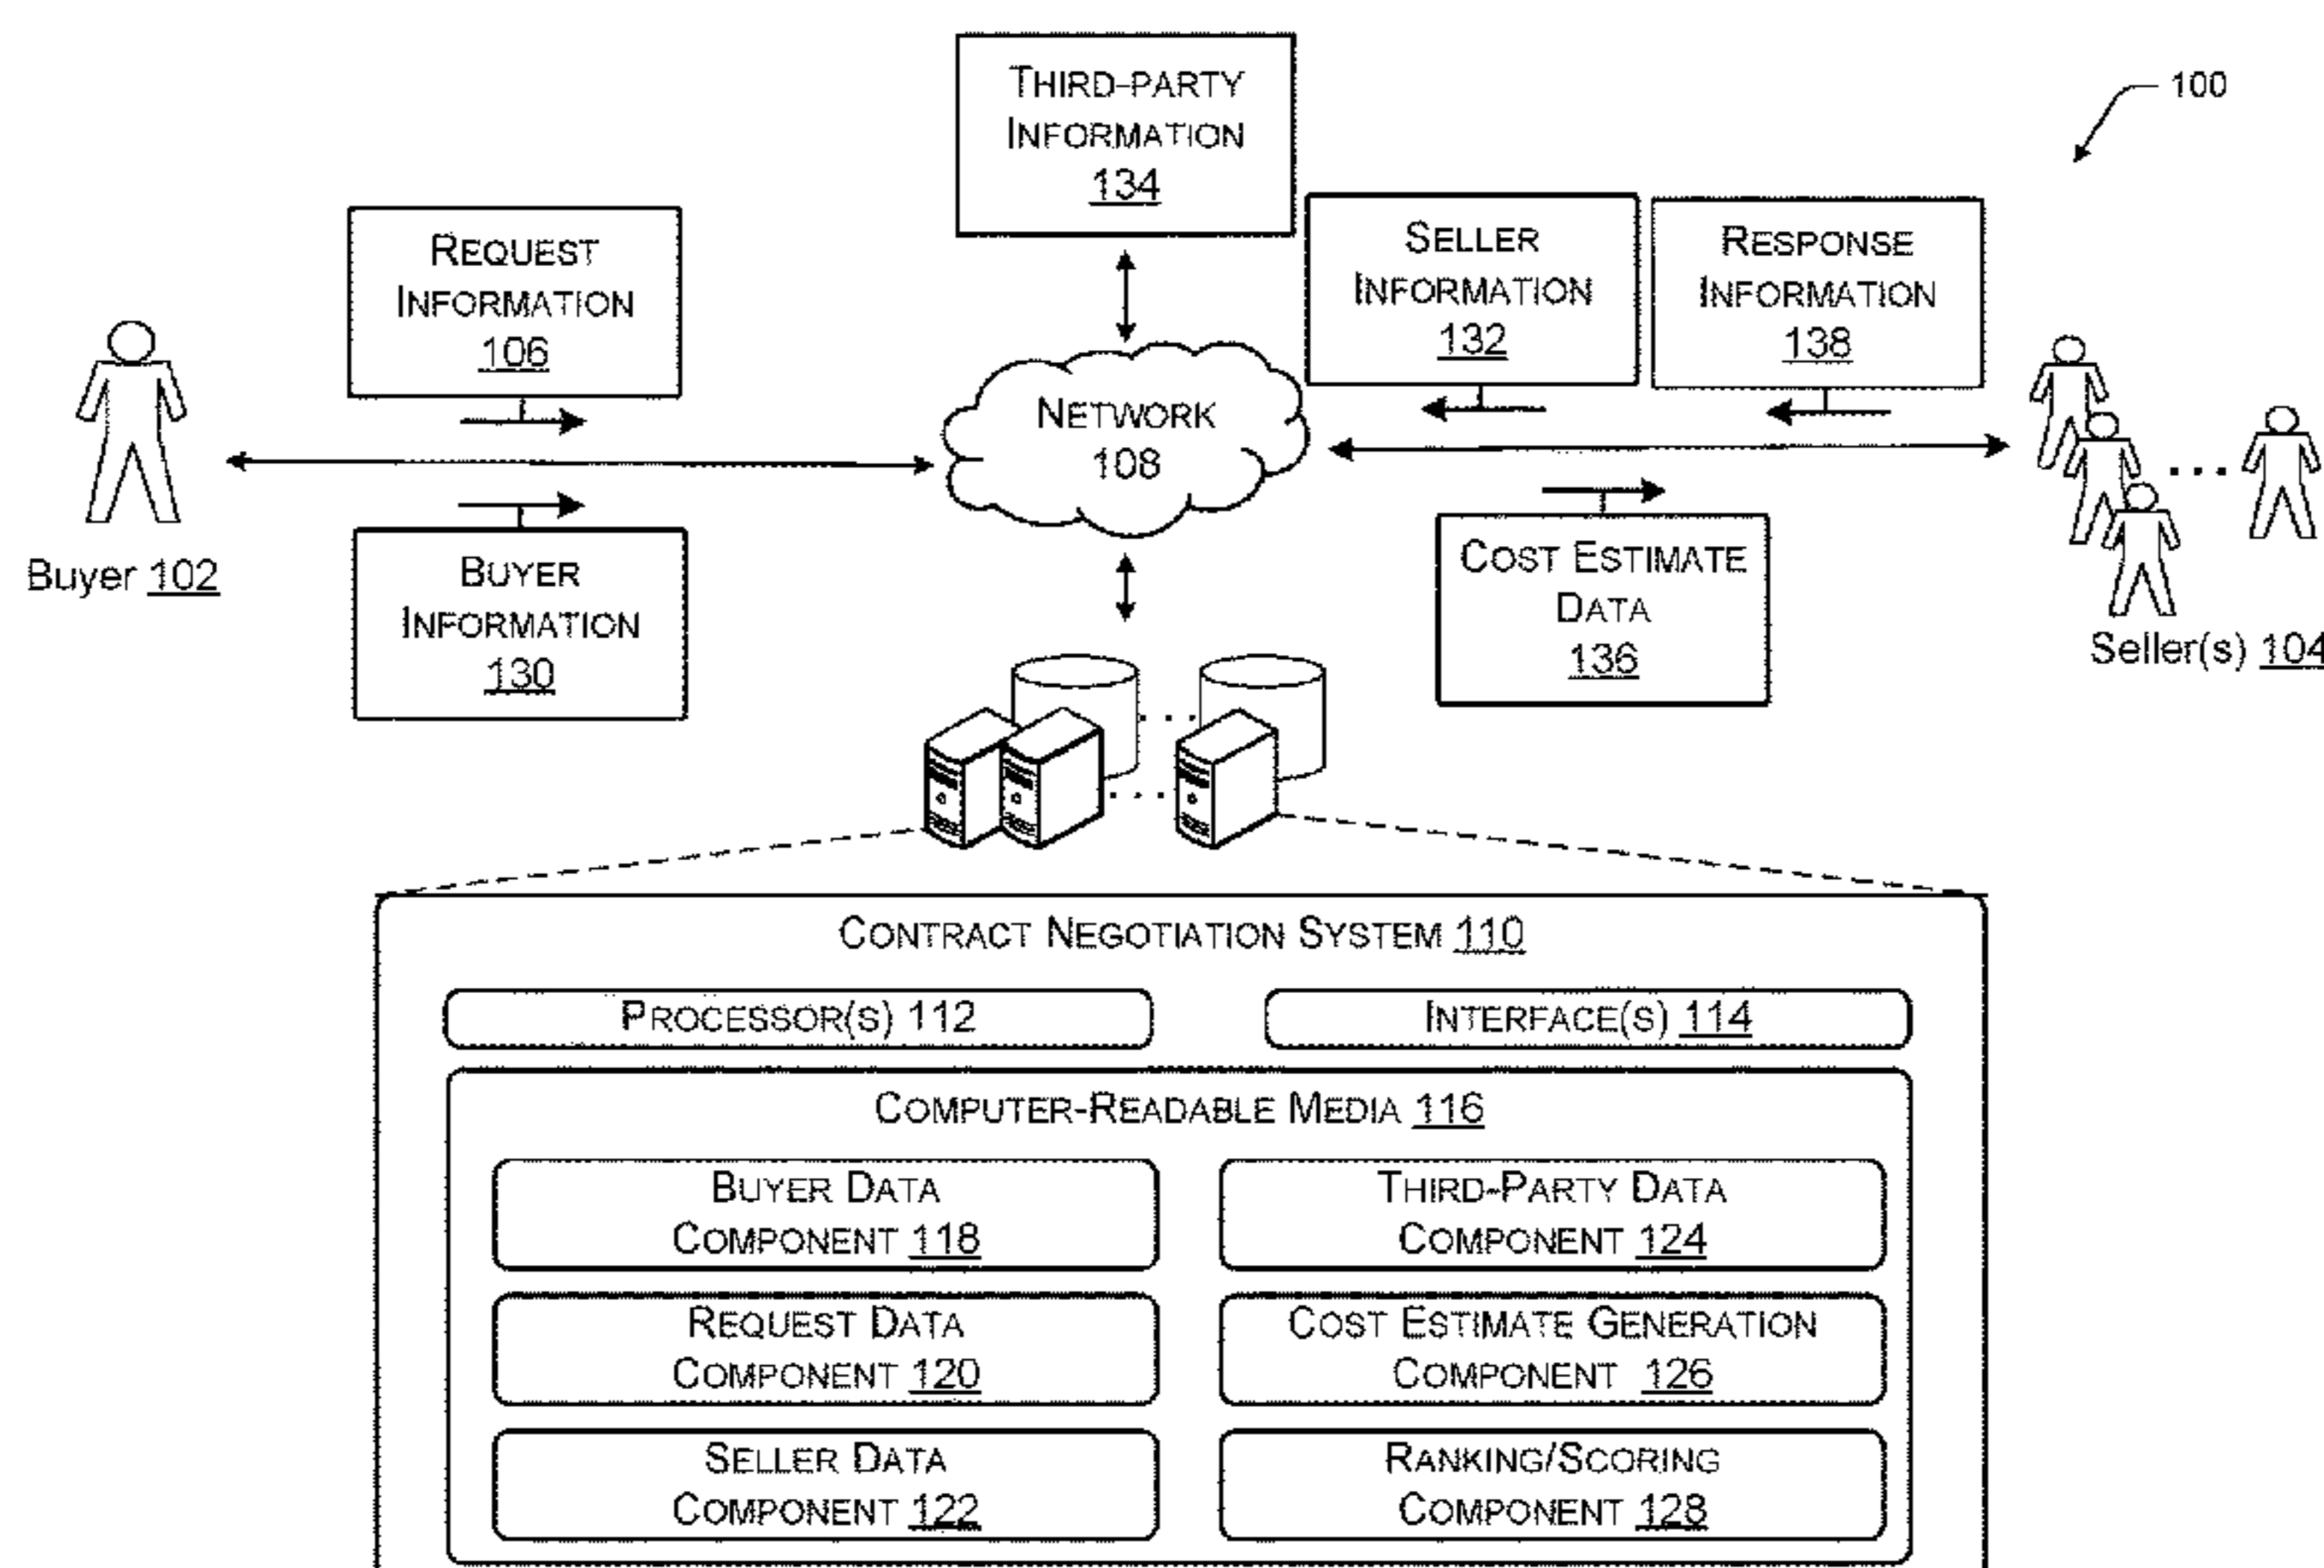 THIRD-PARTY
INFORMATION
134
100
REQUEST
INFORMATION
106
SELLER
INFORMATION
132
RESPONSE
INFORMATION
138
NETWORK
108
Buyer 102
BUYER
INFORMATION
130
COST ESTIMATE
DATA
136
Seller(s) 104
CONTRACT NEGOTIATION SYSTEM 110
PROCESSOR(S) 112
INTERFACE(S) 114
COMPUTER-READABLE MEDIA 116
BUYER DATA
COMPONENT 118
THIRD-PARTY DATA
COMPONENT 124
REQUEST DATA
COMPONENT 120
COST ESTIMATE GENERATION
COMPONENT 126
SELLER DATA
COMPONENT 122
RANKING/SCORING
COMPONENT 128